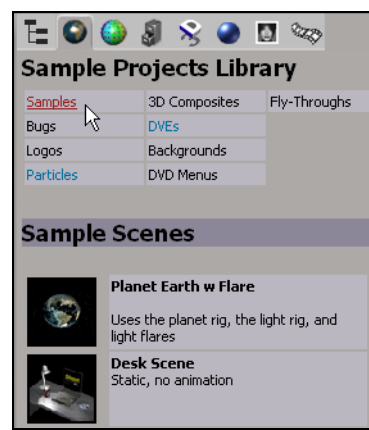 Sample Projects Library
Samples 3D Composites Fly-Throughs
Bugs DVEs
Logos Backgrounds
Particles DVD Menus
Sample Scenes
Planet Earth w Flare
Uses the planet rig, the light rig, and
light flares
Desk Scene
Static, no animation